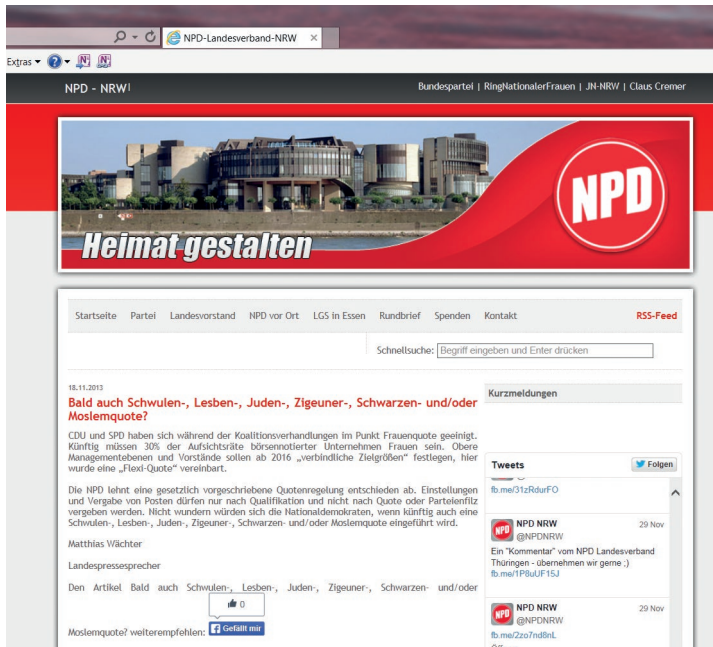 NPD-Landesverband-NRW
Extras
NPD - NRW
Bundespartei | RingNationalerFrauen | JN-NRW | Claus Cremer
NPD
Heimat gestalten
Startseite Partei Landesvorstand NPD vor Ort LGS in Essen Rundbrief Spenden Kontakt RSS-Feed
Schnellsuche: Begriff eingeben und Enter drücken
18.11.2013
Bald auch Schwulen-, Lesben-, Juden-, Zigeuner-, Schwarzen- und/oder
Moslemquote?
CDU und SPD haben sich während der Koalitionsverhandlungen im Punkt Frauenquote geeinigt.
Künftig müssen 30% der Aufsichtsräte börsennotierter Unternehmen Frauen sein. Obere
Managementebenen und Vorstände sollen ab 2016 „verbindliche Zielgrößen“ festlegen, hier
wurde eine „Flexi-Quote“ vereinbart.
Die NPD lehnt eine gesetzlich vorgeschriebene Quotenregelung entschieden ab. Einstellungen
und Vergabe von Posten dürfen nur nach Qualifikation und nicht nach Quote oder Parteienfilz
vergeben werden. Nicht wundern würden sich die Nationaldemokraten, wenn künftig auch eine
Schwulen-, Lesben-, Juden-, Zigeuner-, Schwarzen- und/oder Moslemquote eingeführt wird.
Matthias Wächter
Landespressesprecher
Den Artikel Bald auch Schwulen-, Lesben-, Juden-, Zigeuner-, Schwarzen- und/oder
0
Moslemquote? weiterempfehlen: Gefällt mir
Kurzmeldungen
Tweets Folgen
fb.me/31zRdurFO
NPD NRW 29 Nov
@NPDNRW
Ein "Kommentar" vom NPD Landesverband
Thüringen - übernehmen wir gerne ;)
fb.me/1P8uUF15J
NPD NRW 29 Nov
@NPDNRW
fb.me/2zo7nd8nL